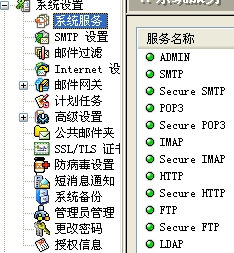 系统设置
系统服务
SMTP 设置
邮件过滤
Internet 设
邮件网关
计划任务
高级设置
公共邮件夹
SSL/TLS 证书
防病毒设置
短消息通知
系统备份
管理员管理
更改密码
授权信息
服务名称
ADMIN
SMTP
Secure SMTP
POP3
Secure POP3
IMAP
Secure IMAP
HTTP
Secure HTTP
FTP
Secure FTP
LDAP